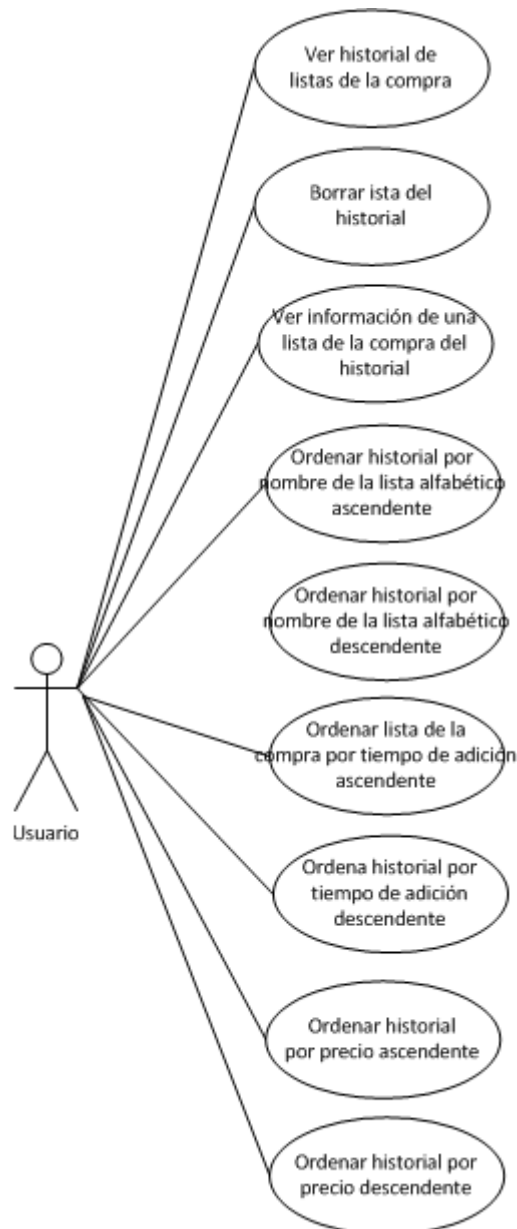 Ver historial de
listas de la compra
Borrar ista del
historial
Ver información de una
lista de la compra del
historial
Ordenar historial por
nombre de la lista alfabético
ascendente
Ordenar historial por
nombre de la lista alfabético
descendente
Ordenar lista de la
compra por tiempo de adición
ascendente
Usuario
Ordena historial por
tiempo de adición
descendente
Ordenar historial
por precio ascendente
Ordenar historial por
precio descendente